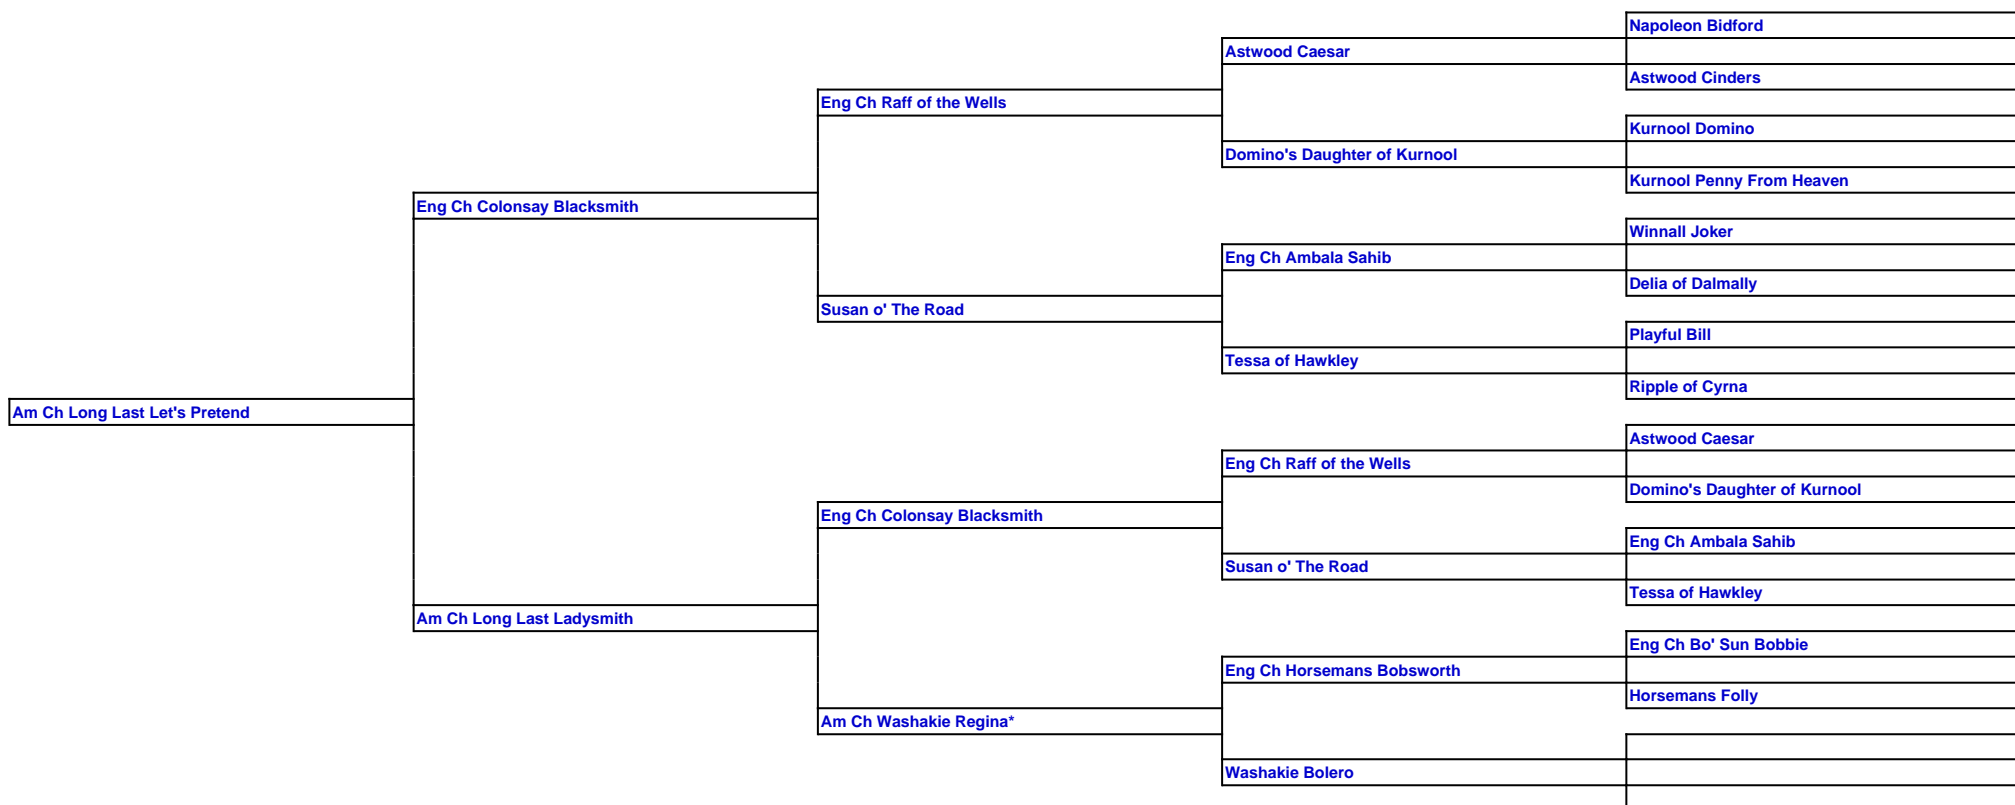 Napoleon Bidford
Astwood Caesar
Astwood Cinders
Eng Ch Raff of the Wells
Kurnool Domino
Domino's Daughter of Kurnool
Kurnool Penny From Heaven
Eng Ch Colonsay Blacksmith
Winnall Joker
Eng Ch Ambala Sahib
Delia of Dalmally
Susan o' The Road
Playful Bill
Tessa of Hawkley
Ripple of Cyrna
Am Ch Long Last Let's Pretend
Astwood Caesar
Eng Ch Raff of the Wells
Domino's Daughter of Kurnool
Eng Ch Colonsay Blacksmith
Eng Ch Ambala Sahib
Susan o' The Road
Tessa of Hawkley
Am Ch Long Last Ladysmith
Eng Ch Bo' Sun Bobbie
Eng Ch Horsemans Bobsworth
Horsemans Folly
Am Ch Washakie Regina*
Washakie Bolero